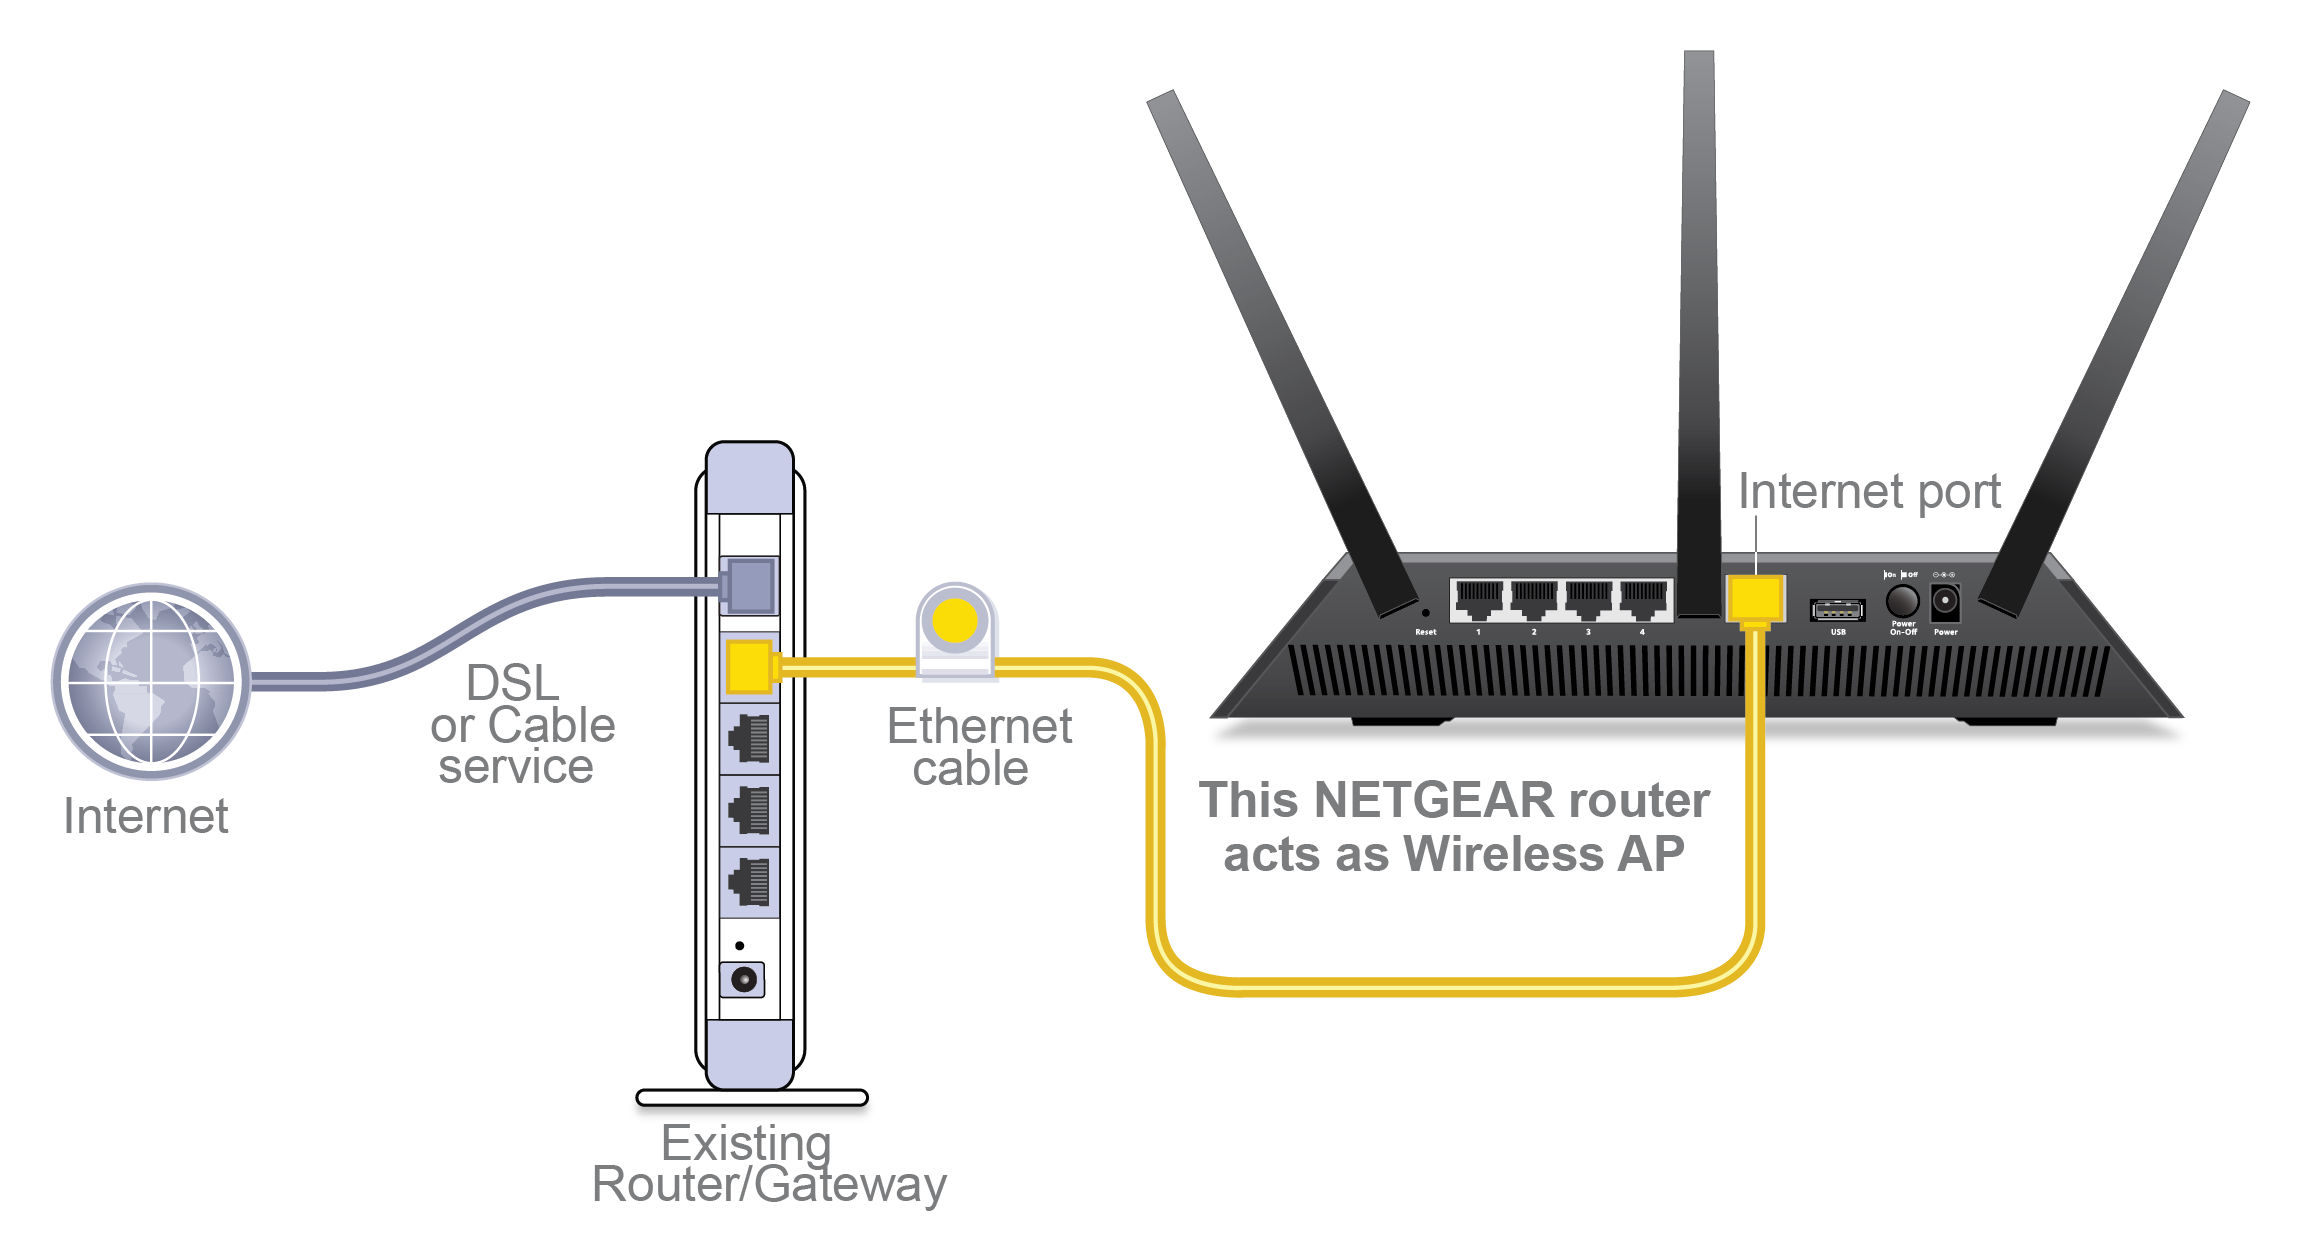 Internet port
Reset
1
2
3
4
USB
On
Off
Power
On-Off
Power
DSL
or Cable
service
Ethernet
cable
Internet
This NETGEAR router
acts as Wireless AP
Existing
Router/Gateway